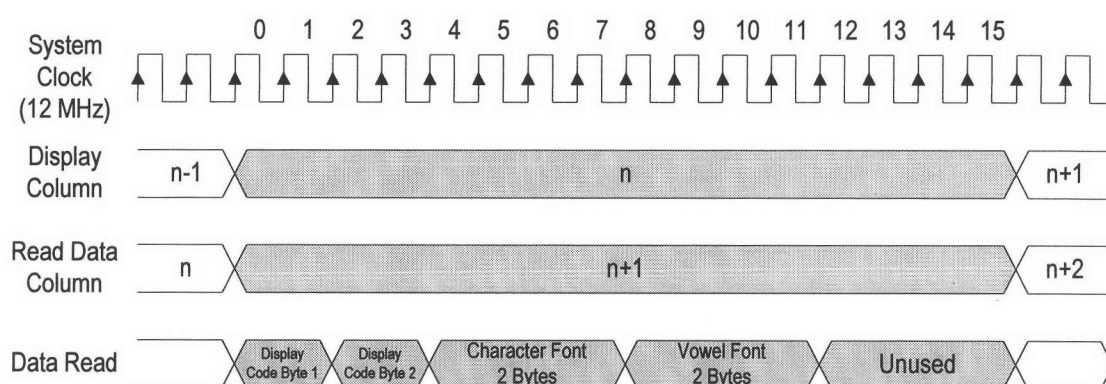 0 1 2 3 4 5 6 7 8 9 10 11 12 13 14 15
System
Clock
(12 MHz)
Display
Column
n-1 n n+1
Read Data
Column
n n+1 n+2
Data Read
Display
Code Byte 1
Display
Code Byte 2
Character Font
2 Bytes
Vowel Font
2 Bytes
Unused